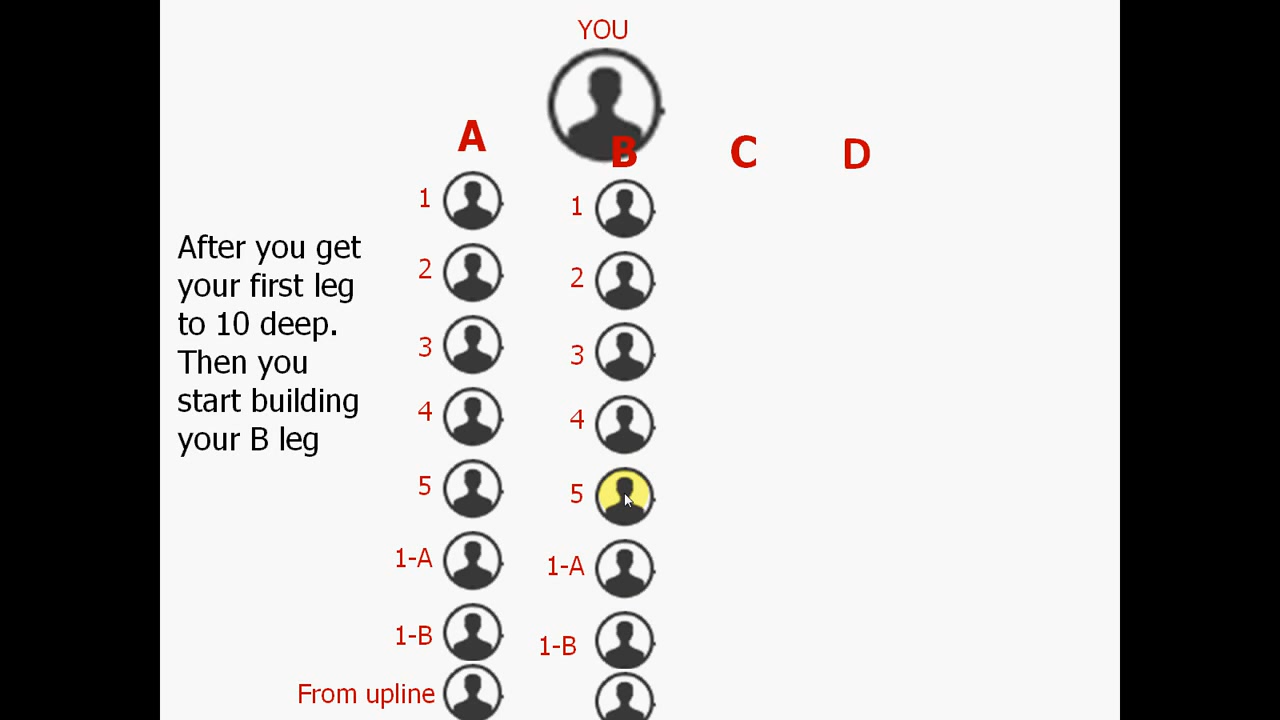 YOU
A
B
C
D
1
1
2
2
3
3
4
4
5
5
1-A
1-A
1-B
1-B
From upline
After you get
your first leg
to 10 deep.
Then you
start building
your B leg